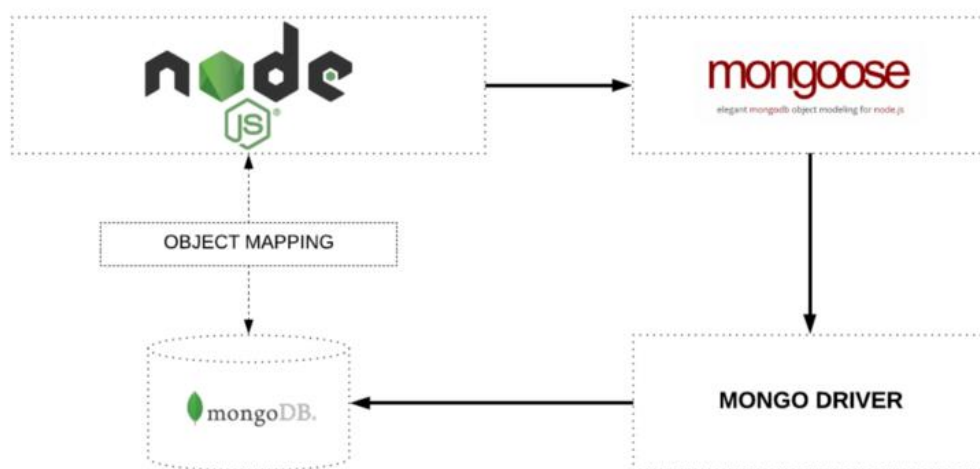 node
JS®
mongoose
elegant mongodb object modeling for node.js
OBJECT MAPPING
mongoDB.
MONGO DRIVER